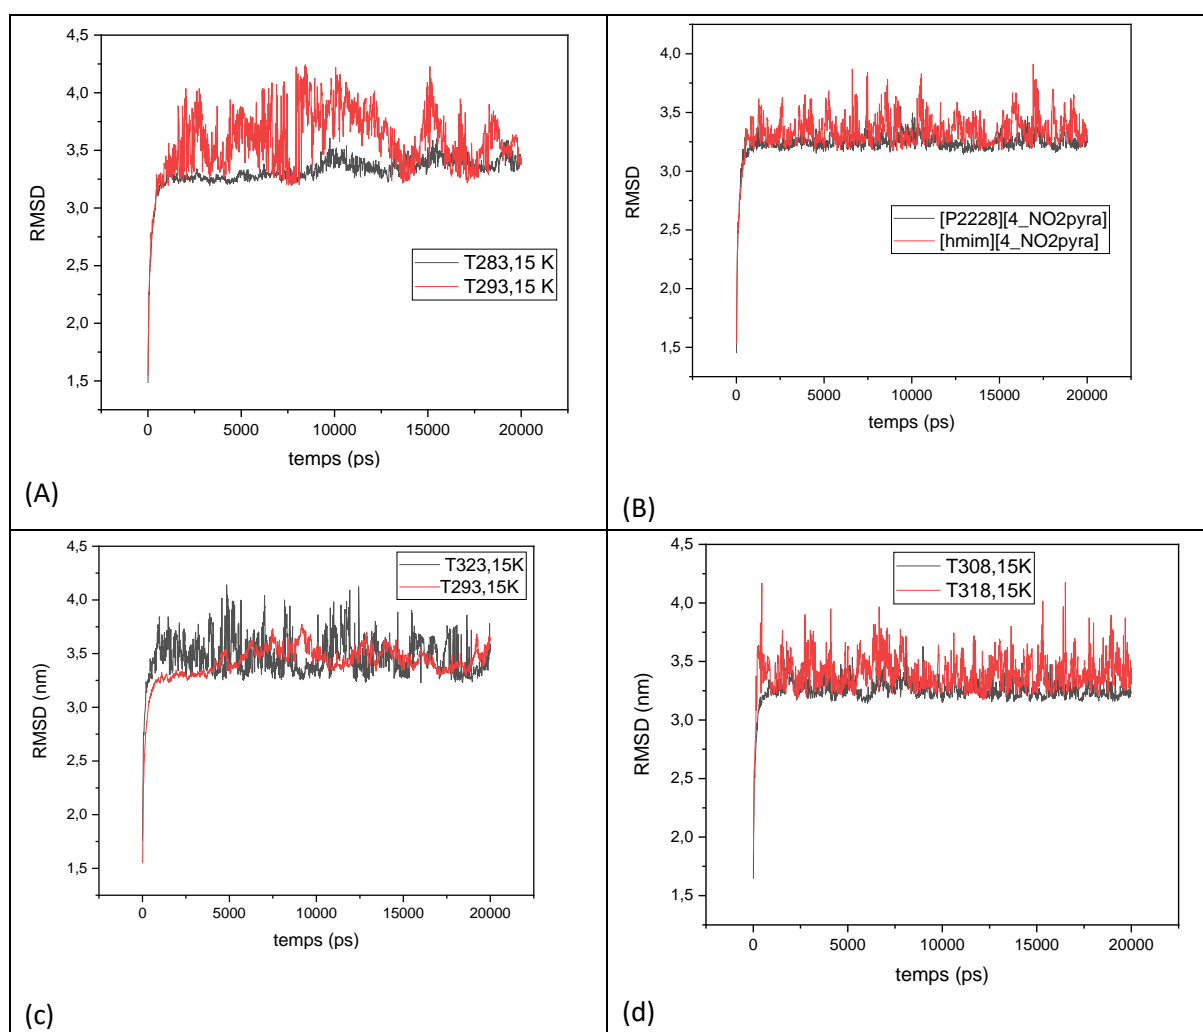 4,5
4,0
3,5
3,0
2,5
2,0
1,5
RMSD
T283,15 K
T293,15 K
0 5000 10000 15000 20000
temps (ps)
(A)
4,0
3,5
3,0
2,5
2,0
1,5
RMSD
[P2228][4_NO2pyra]
[hmim][4_NO2pyra]
0 5000 10000 15000 20000
temps (ps)
(B)
4,5
4,0
3,5
3,0
2,5
2,0
1,5
RMSD (nm)
T323,15K
T293,15K
0 5000 10000 15000 20000
temps (ps)
(c)
4,5
4,0
3,5
3,0
2,5
2,0
1,5
RMSD (nm)
T308,15K
T318,15K
0 5000 10000 15000 20000
temps (ps)
(d)